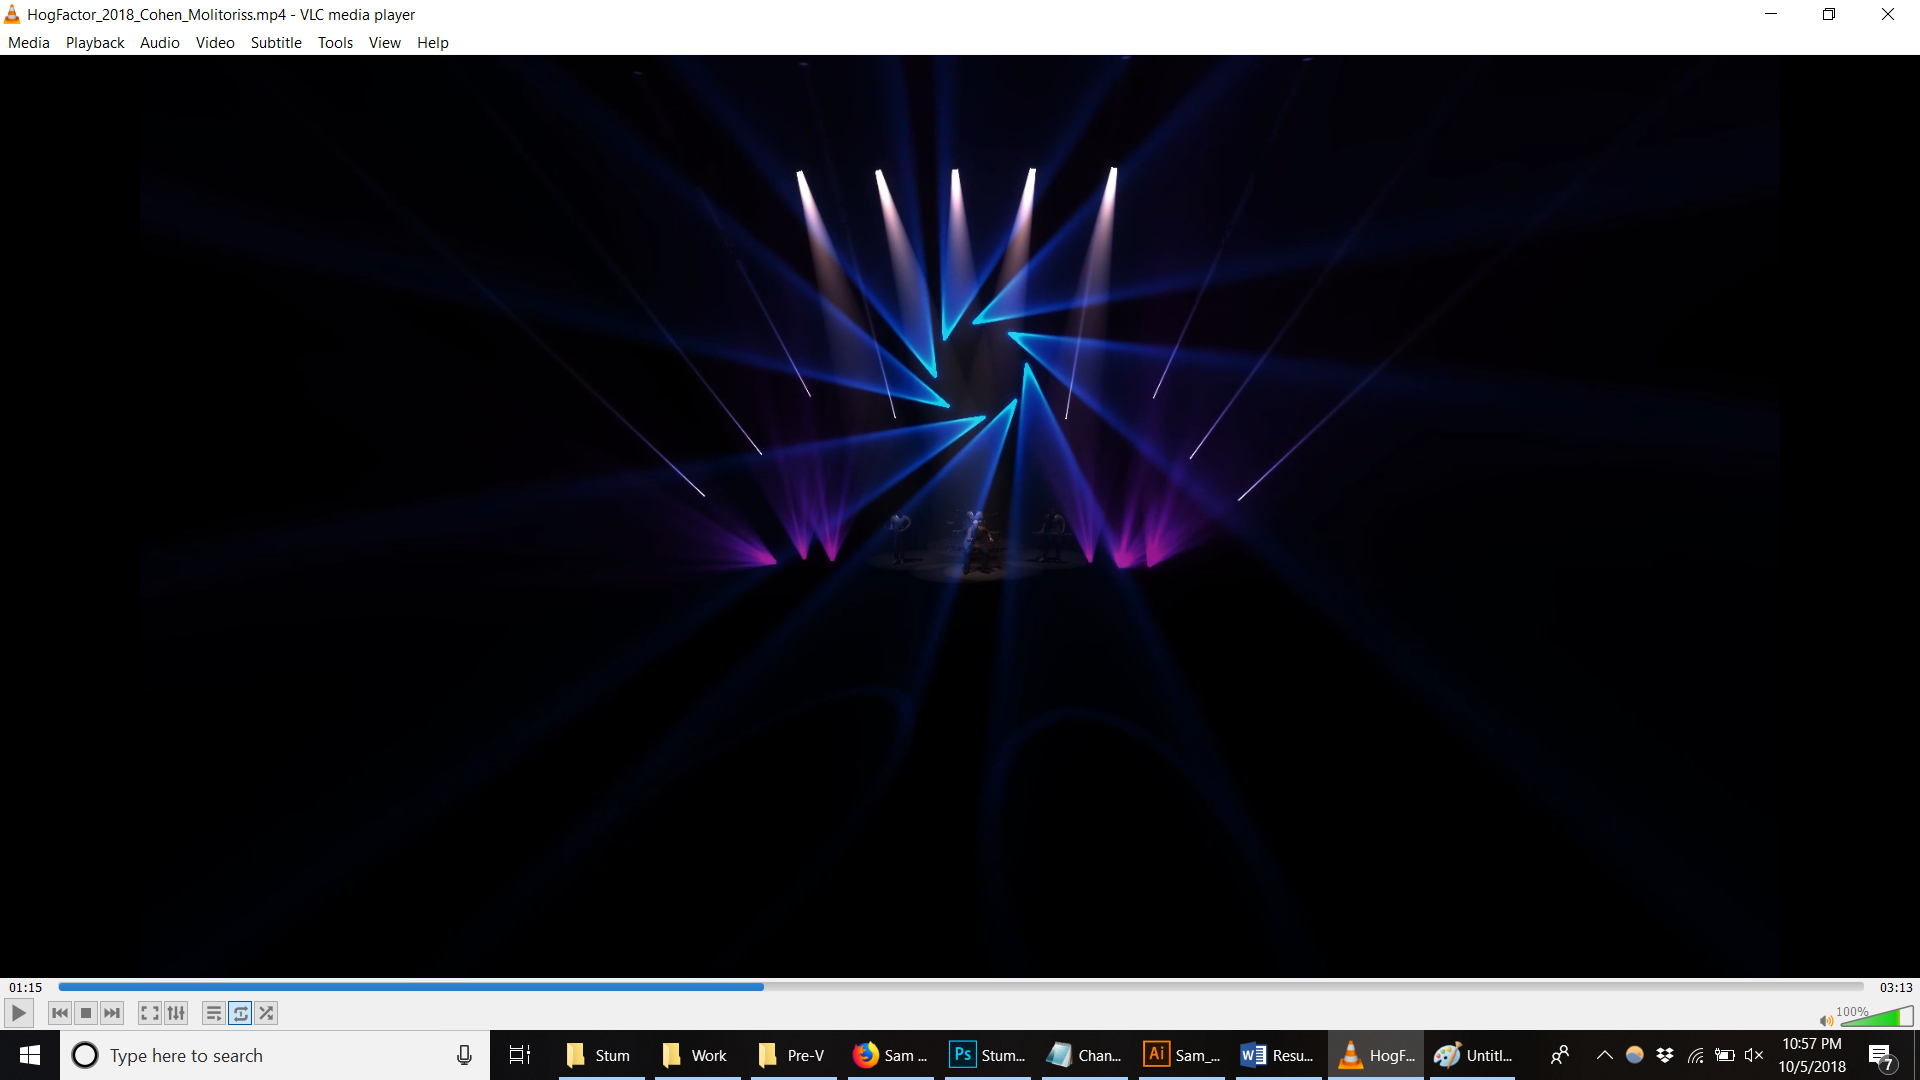 HogFactor_2018_Cohen_Molitoriss.mp4 - VLC media player
Media Playback Audio Video Subtitle Tools View Help
01:15 03:13
100%
Type here to search Stum Work Pre-V Sam ... Ps Stum... Chan... Ai Sam_... Resu... HogF... Untitl... 10:57 PM
10/5/2018 7